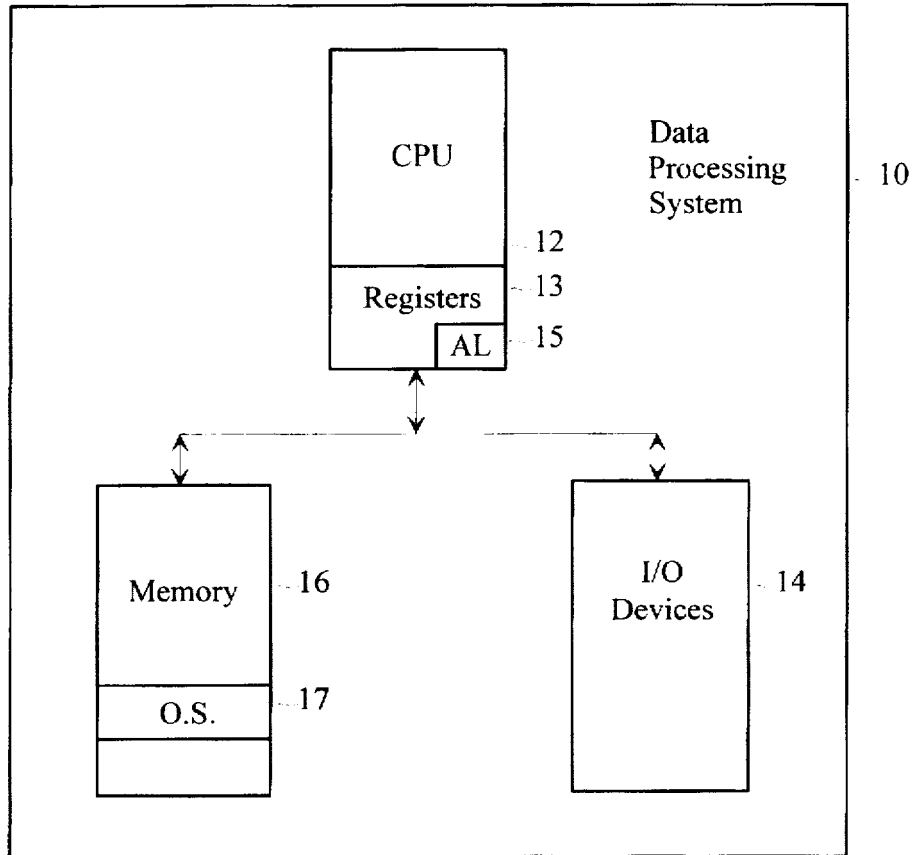 CPU
Data
Processing
System
10
12
Registers
13
AL
15
Memory
16
I/O
Devices
14
O.S.
17